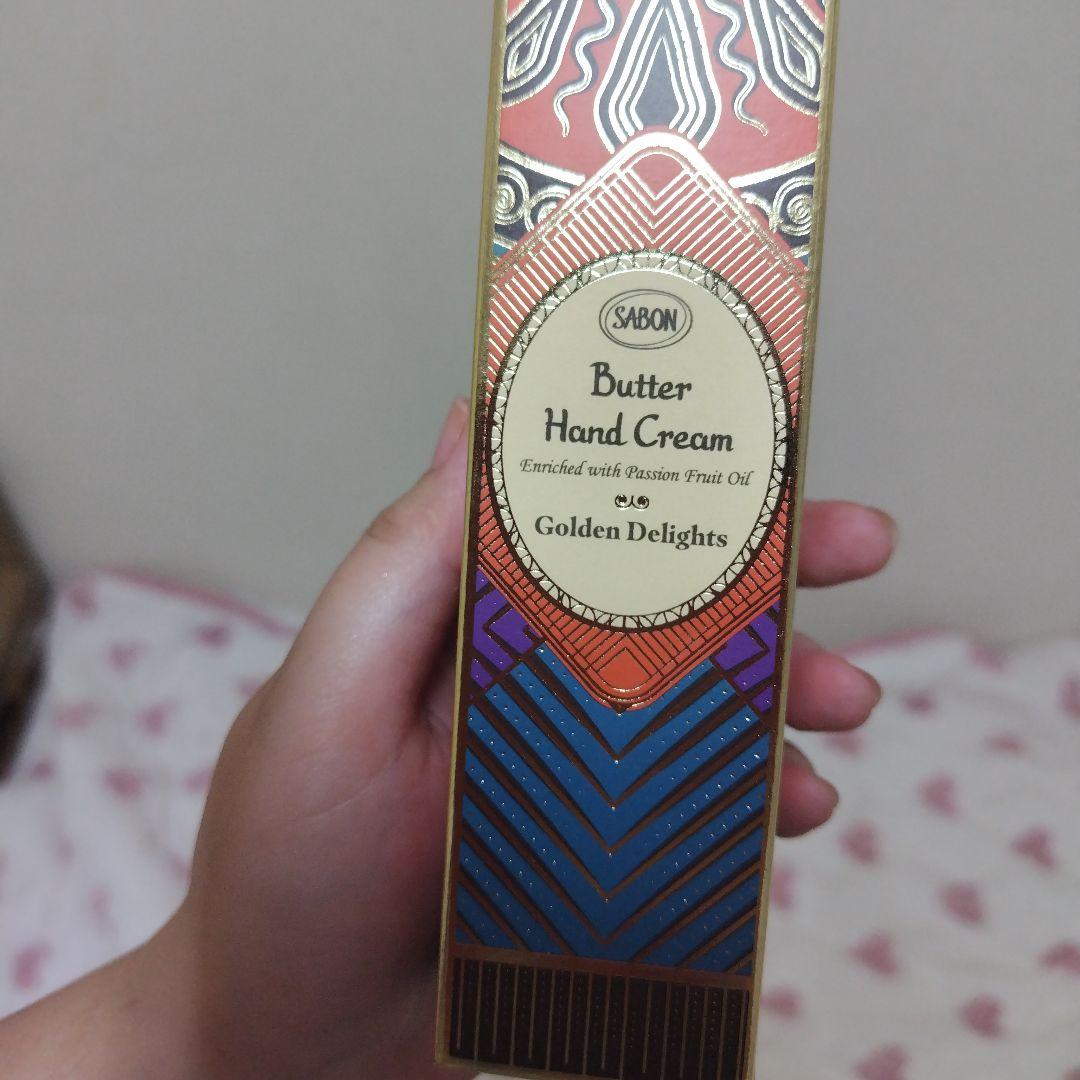 SABON
Butter
Hand Cream
Enriched with Passion Fruit Oil
Golden Delights